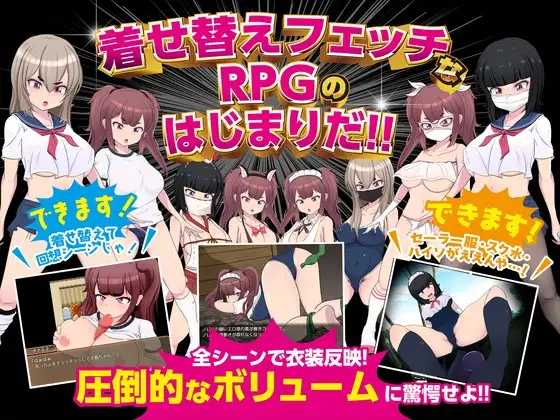 着せ替えフェッチな
RPGの
はじまりだ!!
できます!
着せ替えて
回想シーンじゃ!
できます!
セーラー服・スク水・
ハイソがええんや…!
全シーンで衣装反映!
圧倒的なボリュームに驚愕せよ!!